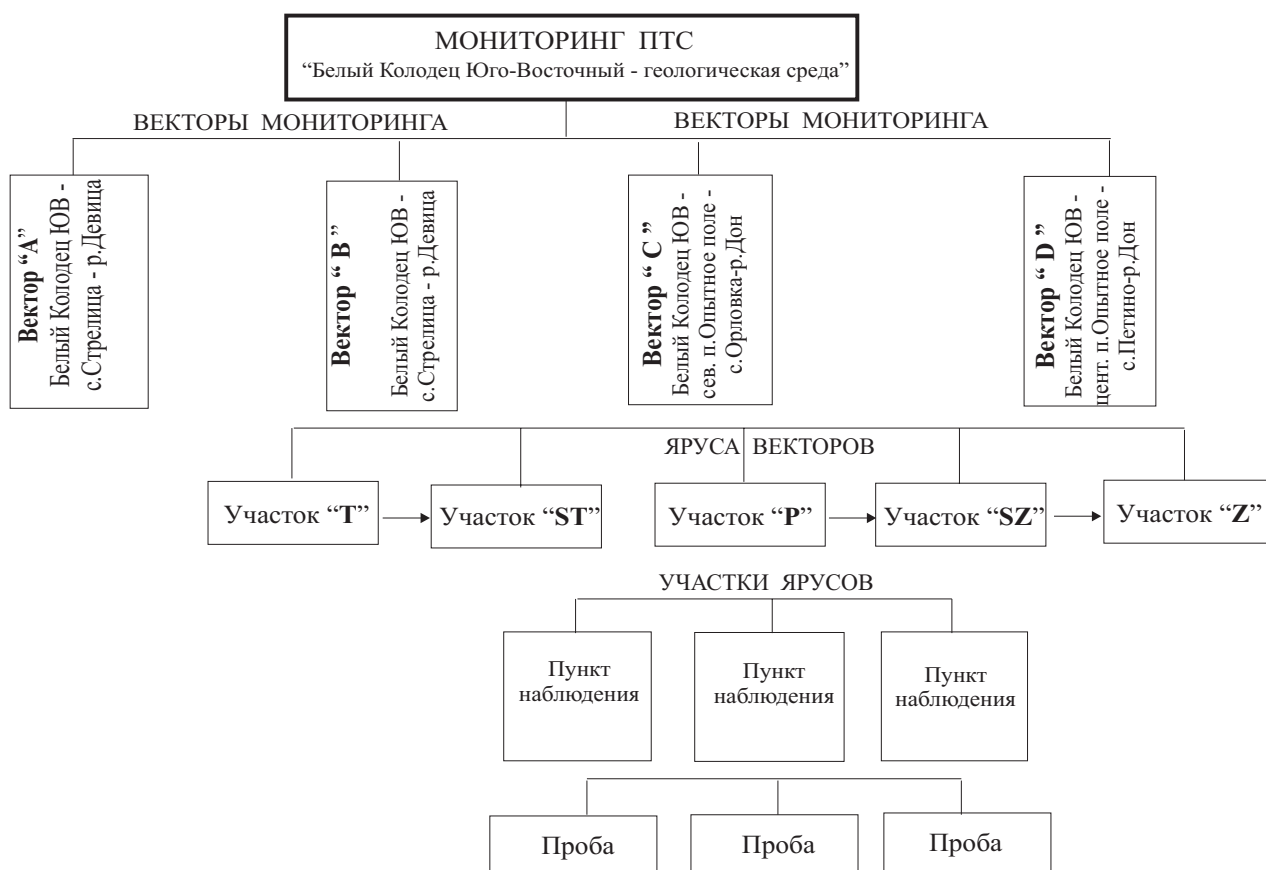 МОНИТОРИНГ ПТС
“Белый Колодец Юго-Восточный - геологическая среда”
ВЕКТОРЫ МОНИТОРИНГА
ВЕКТОРЫ МОНИТОРИНГА
Вектор “A”
Белый Колодец ЮВ -
с.Стрелица - р.Девица
Вектор “ B ”
Белый Колодец ЮВ -
с.Стрелица - р.Девица
Вектор “ C ”
Белый Колодец ЮВ -
сев. п.Опытное поле -
с.Орловка-р.Дон
Вектор “ D ”
Белый Колодец ЮВ -
цент. п.Опытное поле -
с.Петино-р.Дон
ЯРУСА ВЕКТОРОВ
Участок “T”
Участок “ST”
Участок “P”
Участок “SZ”
Участок “Z”
УЧАСТКИ ЯРУСОВ
Пункт
наблюдения
Пункт
наблюдения
Пункт
наблюдения
Проба
Проба
Проба